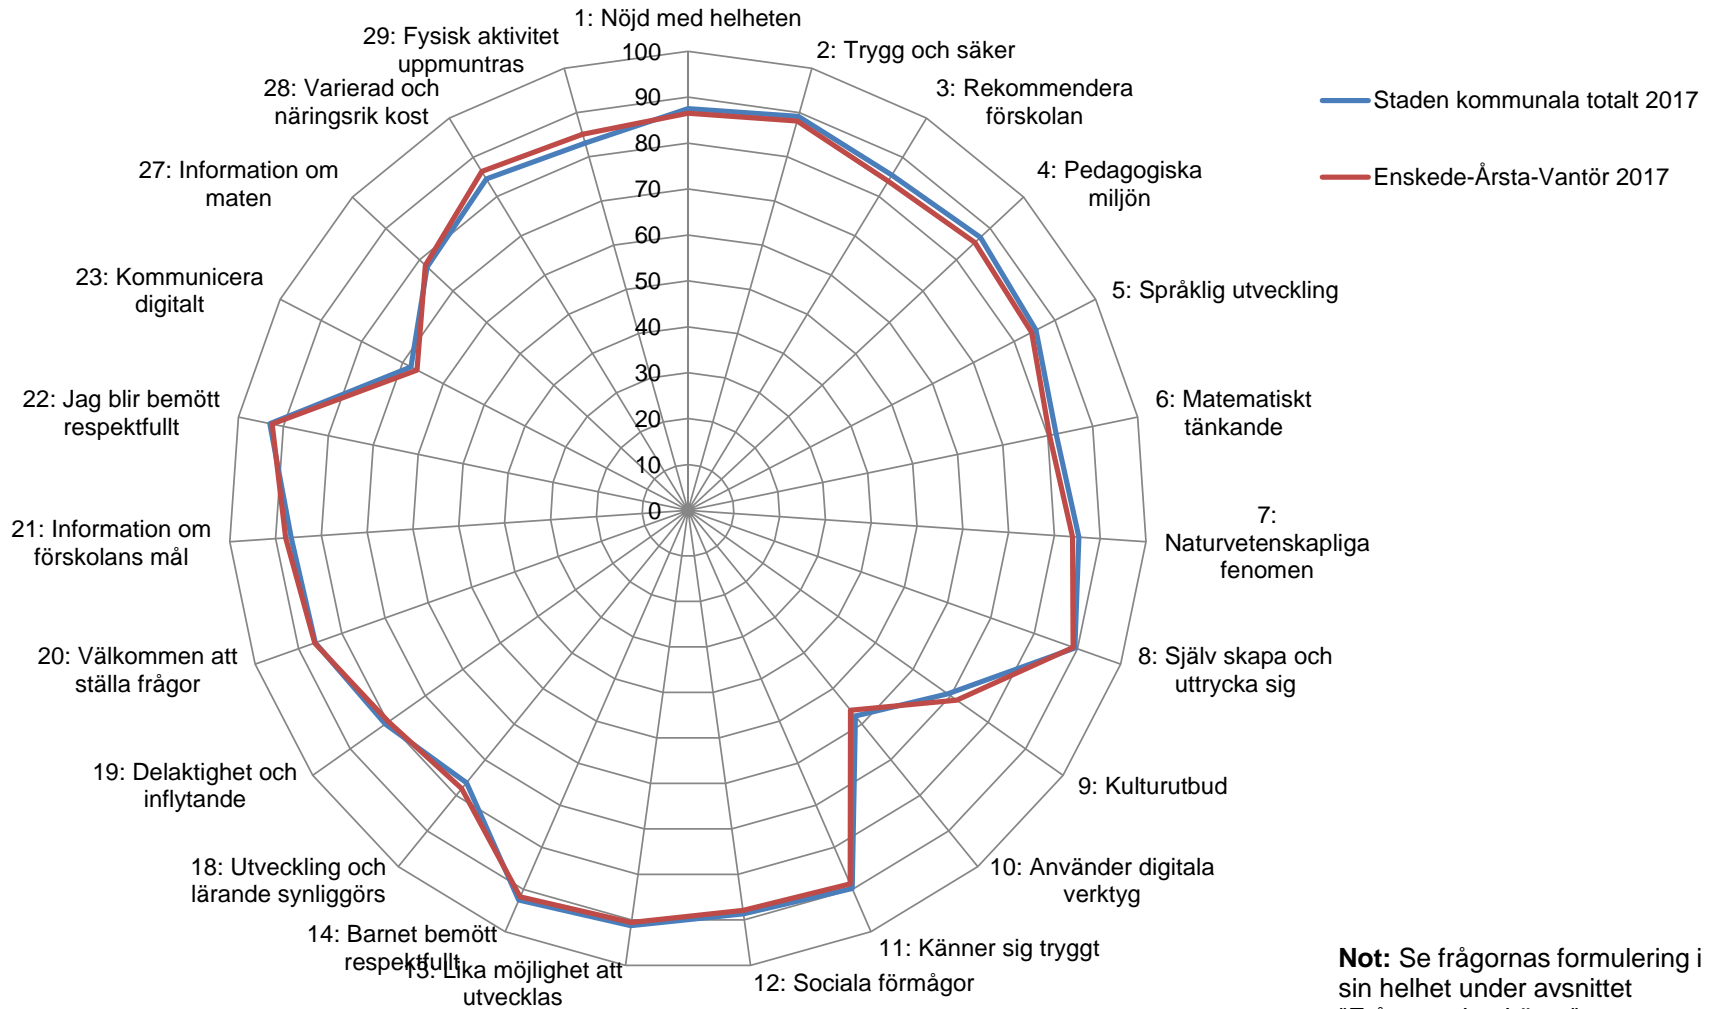 1: Nöjd med helheten
2: Trygg och säker
3: Rekommendera
förskolan
4: Pedagogiska
miljön
5: Språklig utveckling
6: Matematiskt
tänkande
7:
Naturvetenskapliga
fenomen
8: Själv skapa och
uttrycka sig
9: Kulturutbud
10: Använder digitala
verktyg
11: Känner sig tryggt
12: Sociala förmågor
13: Lika möjlighet att
utvecklas
14: Barnet bemött
respektfullt
18: Utveckling och
lärande synliggörs
19: Delaktighet och
inflytande
20: Välkommen att
ställa frågor
21: Information om
förskolans mål
22: Jag blir bemött
respektfullt
23: Kommunicera
digitalt
27: Information om
maten
28: Varierad och
näringsrik kost
29: Fysisk aktivitet
uppmuntras
100
90
80
70
60
50
40
30
20
10
0
Staden kommunala totalt 2017
Enskede-Årsta-Vantör 2017
Not: Se frågornas formulering i
sin helhet under avsnittet